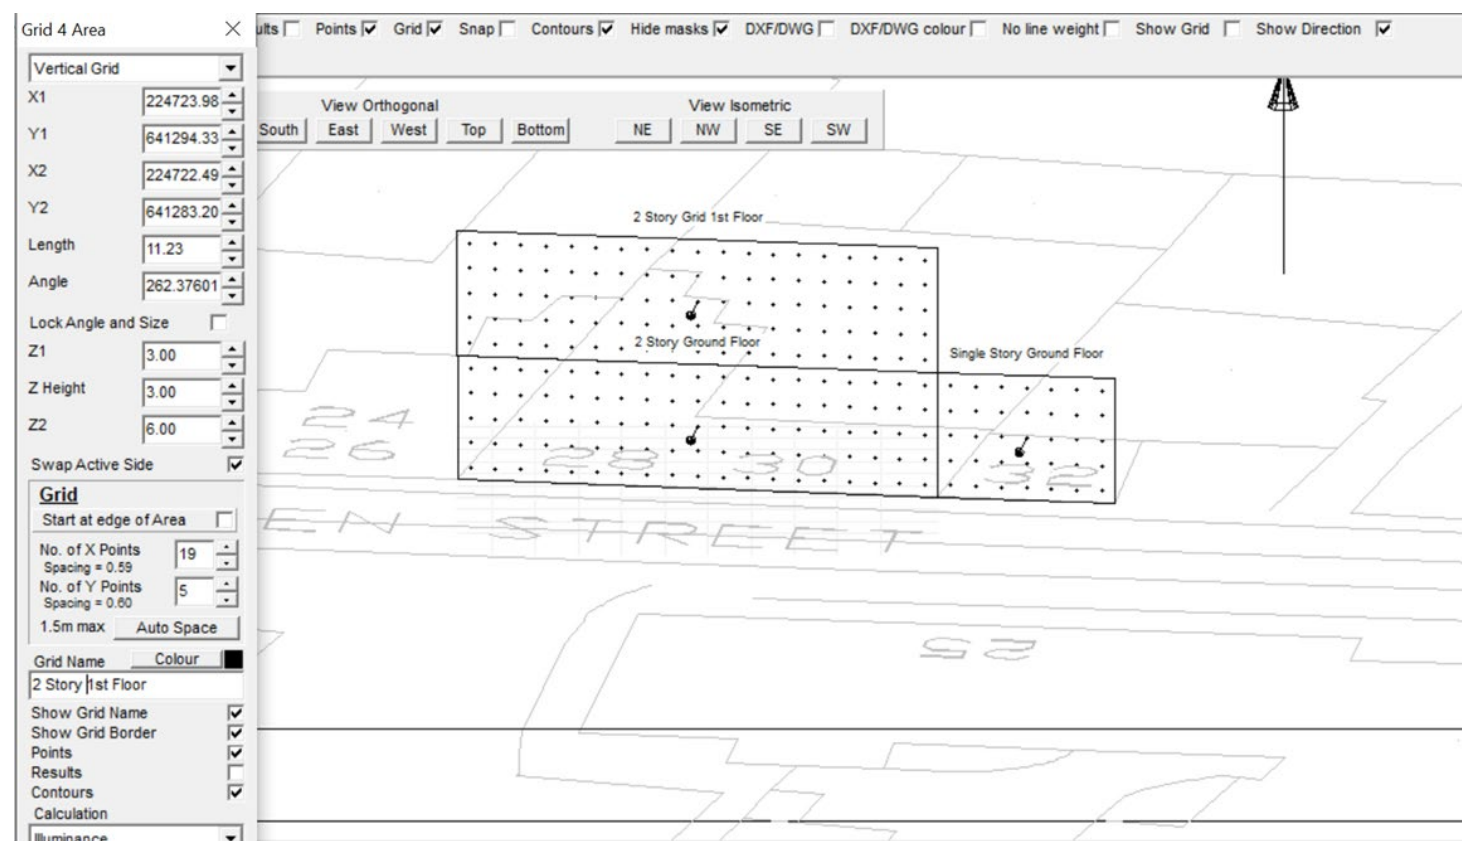 Grid 4 Area
ults Points Grid Snap Contours Hide masks DXF/DWG DXF/DWG colour No line weight Show Grid Show Direction
Vertical Grid
X1 224723.98
Y1 641294.33
X2 224722.49
Y2 641283.20
Length 11.23
Angle 262.37601
Lock Angle and Size
Z1 3.00
Z Height 3.00
Z2 6.00
Swap Active Side
Grid
Start at edge of Area
No. of X Points 19
Spacing = 0.59
No. of Y Points 5
Spacing = 0.60
1.5m max Auto Space
Grid Name Colour
2 Story 1st Floor
Show Grid Name
Show Grid Border
Points
Results
Contours
Calculation
Illuminance
View Orthogonal View Isometric
South East West Top Bottom NE NW SE SW
2 Story Grid 1st Floor
2 Story Ground Floor
Single Story Ground Floor
24
26 28 30 32
EN STREET
25